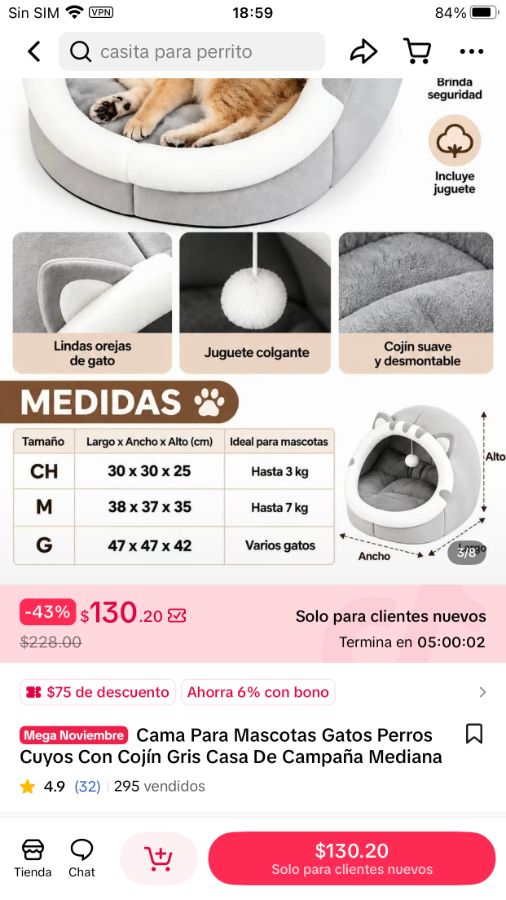 Sin SIM VPN 18:59 84%
casita para perrito
Brinda
seguridad
Incluye
juguete
Lindas orejas
de gato
Juguete colgante
Cojín suave
y desmontable
MEDIDAS
Tamaño Largo x Ancho x Alto (cm) Ideal para mascotas
CH 30 x 30 x 25 Hasta 3 kg
M 38 x 37 x 35 Hasta 7 kg
G 47 x 47 x 42 Varios gatos
Alto
Ancho
3/8
-43% $130.20 Solo para clientes nuevos
$228.00 Termina en 05:00:02
$75 de descuento Ahorra 6% con bono
Mega Noviembre Cama Para Mascotas Gatos Perros
Cuyos Con Cojín Gris Casa De Campaña Mediana
4.9 (32) 295 vendidos
Tienda Chat
$130.20
Solo para clientes nuevos